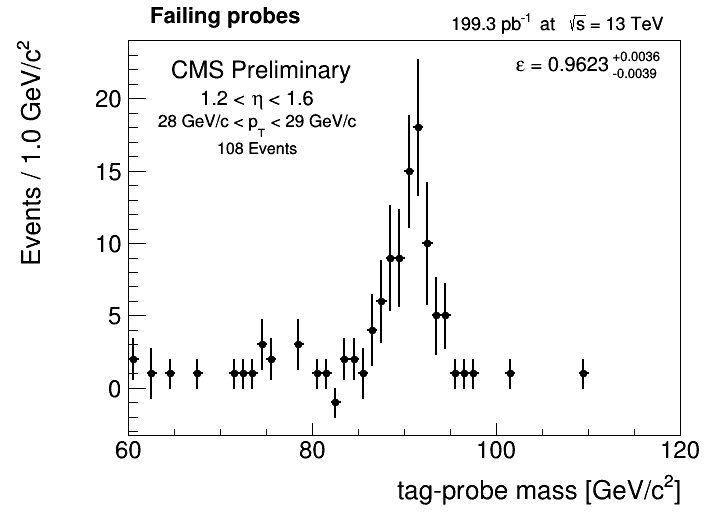 Failing probes
199.3 pb⁻¹ at √s = 13 TeV
CMS Preliminary
1.2 < η < 1.6
28 GeV/c < p_T < 29 GeV/c
108 Events
ε = 0.9623 +0.0036 -0.0039
Events / 1.0 GeV/c²
20
15
10
5
0
60 80 100 120
tag-probe mass [GeV/c²]